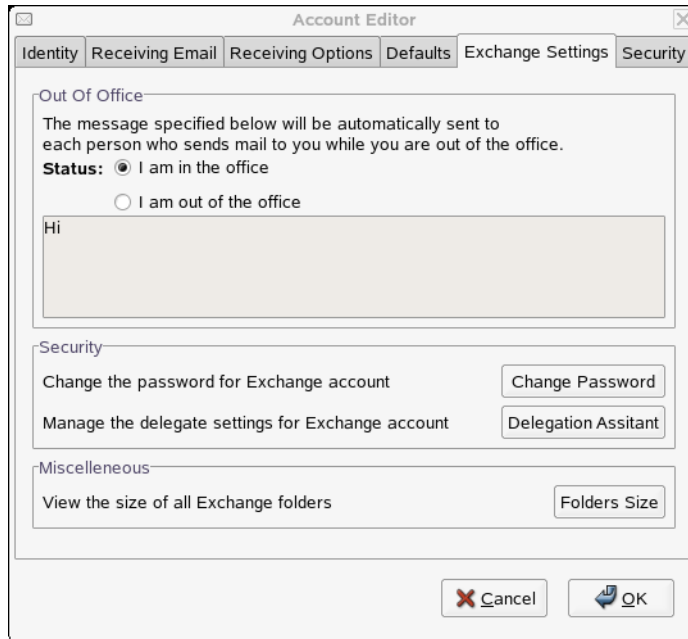 Account Editor
Identity Receiving Email Receiving Options Defaults Exchange Settings Security
Out Of Office
The message specified below will be automatically sent to
each person who sends mail to you while you are out of the office.
Status: I am in the office
I am out of the office
Hi
Security
Change the password for Exchange account Change Password
Manage the delegate settings for Exchange account Delegation Assitant
Miscelleneous
View the size of all Exchange folders Folders Size
Cancel OK